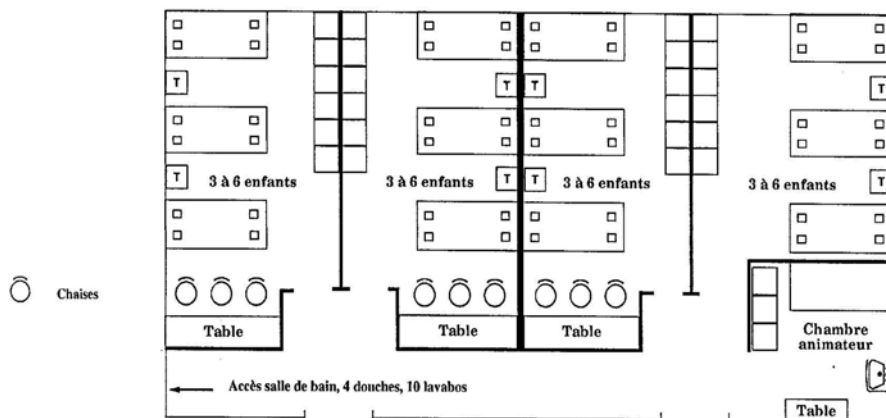 T
T
T
T
T
T
T
T
3 à 6 enfants
3 à 6 enfants
3 à 6 enfants
3 à 6 enfants
Chaises
Table
Table
Table
Chambre
animateur
Accès salle de bain, 4 douches, 10 lavabos
Table